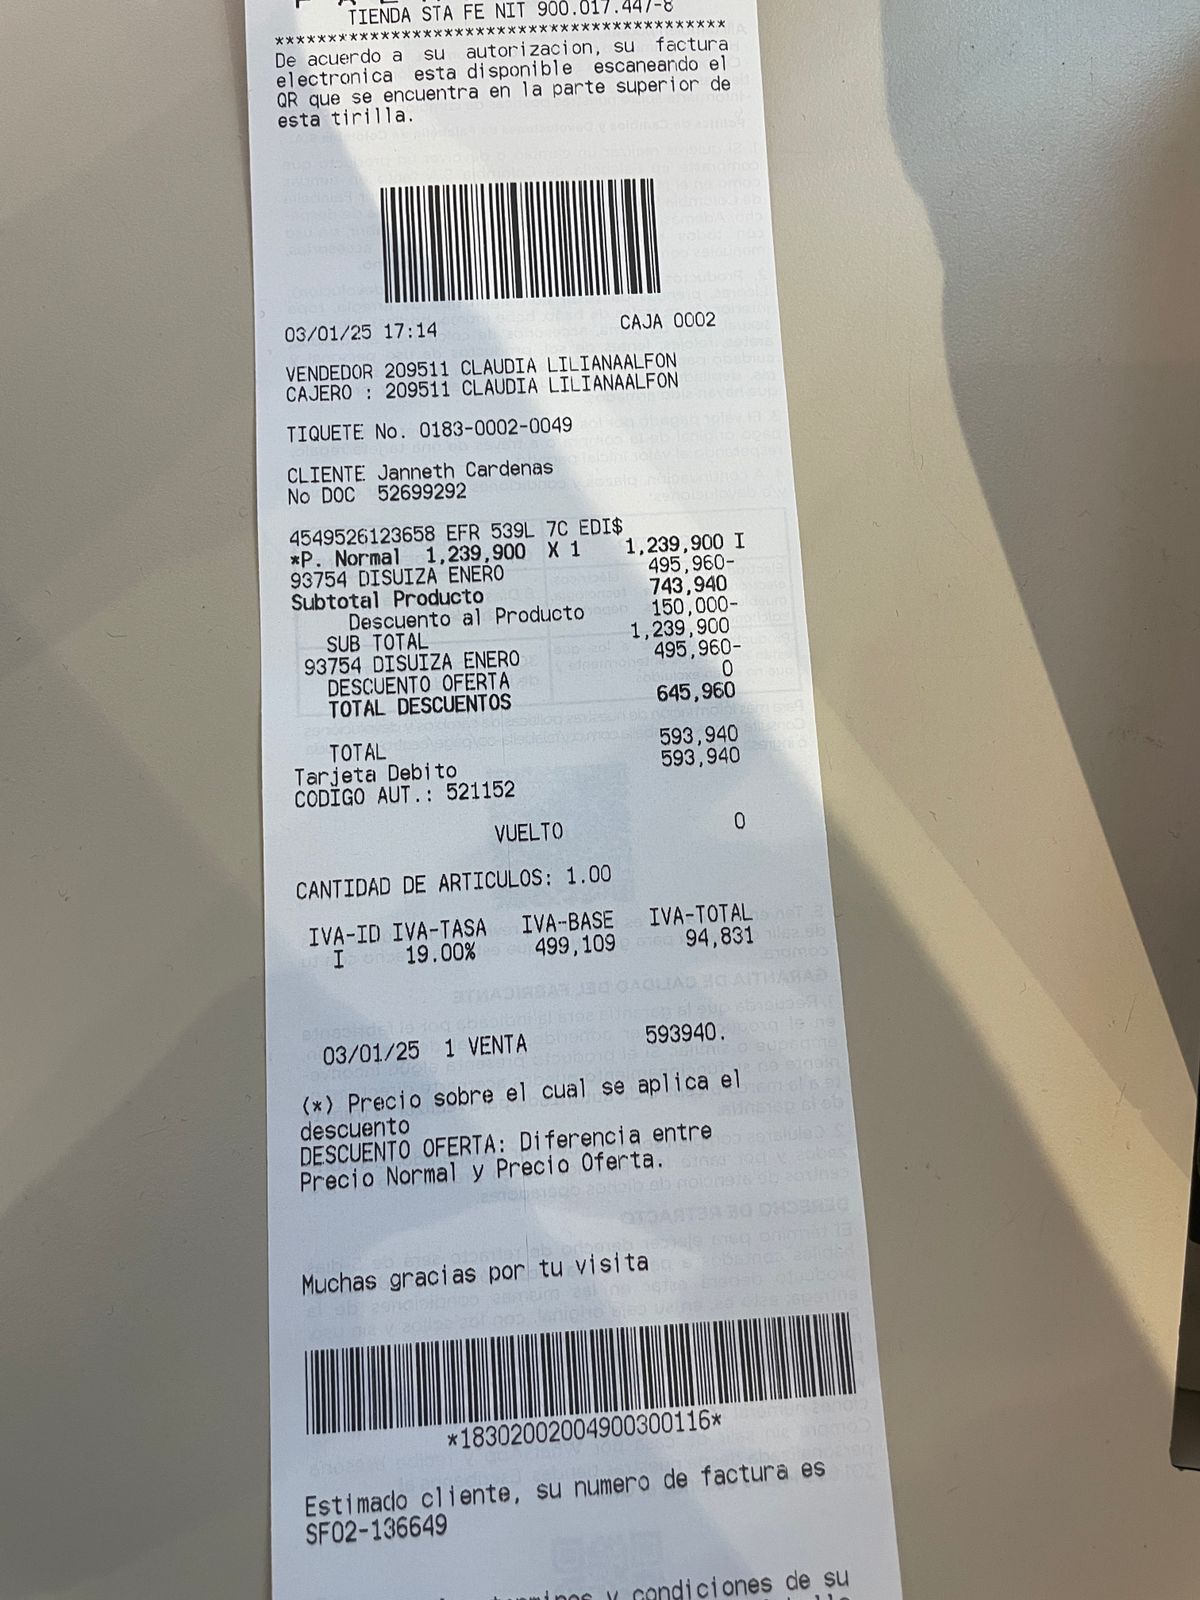 TIENDA STA FE NIT 900.017.447-8
****************************************
De acuerdo a su autorizacion, su factura
electronica esta disponible escaneando el
QR que se encuentra en la parte superior de
esta tirilla.
03/01/25 17:14 CAJA 0002
VENDEDOR 209511 CLAUDIA LILIANAALFON
CAJERO : 209511 CLAUDIA LILIANAALFON
TIQUETE No. 0183-0002-0049
CLIENTE Janneth Cardenas
No DOC 52699292
4549526123658 EFR 539L 7C EDI$
*P. Normal 1,239,900 X 1 1,239,900 I
93754 DISUIZA ENERO 495,960-
Subtotal Producto 743,940
Descuento al Producto 150,000-
SUB TOTAL 1,239,900
93754 DISUIZA ENERO 495,960-
DESCUENTO OFERTA 0
TOTAL DESCUENTOS 645,960
TOTAL 593,940
Tarjeta Debito 593,940
CODIGO AUT.: 521152
VUELTO 0
CANTIDAD DE ARTICULOS: 1.00
IVA-ID IVA-TASA IVA-BASE IVA-TOTAL
I 19.00% 499,109 94,831
03/01/25 1 VENTA 593940.
(*) Precio sobre el cual se aplica el
descuento
DESCUENTO OFERTA: Diferencia entre
Precio Normal y Precio Oferta.
Muchas gracias por tu visita
*18302002004900300116*
Estimado cliente, su numero de factura es
SF02-136649
y condiciones de su